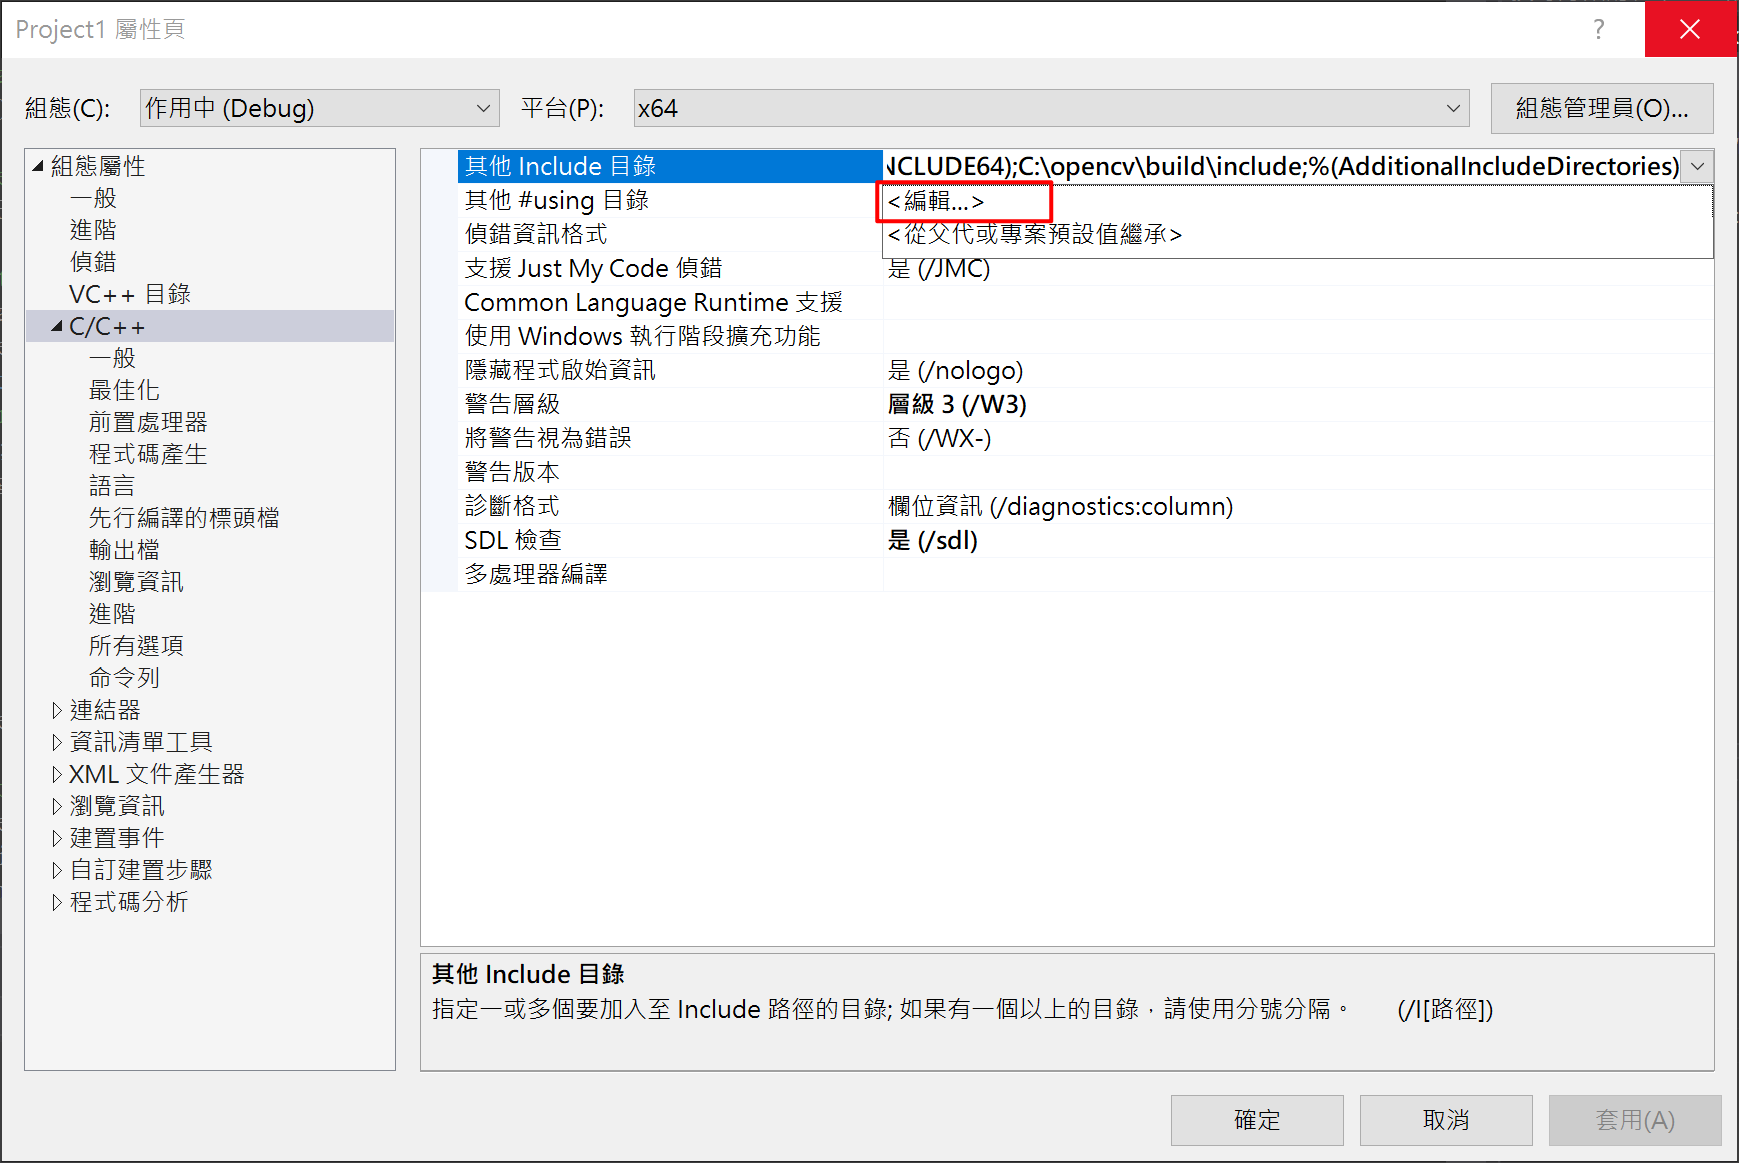 Project1 屬性頁
?
組態(C):
作用中 (Debug)
平台(P):
x64
組態管理員(O)...
組態屬性
一般
進階
偵錯
VC++ 目錄
C/C++
一般
最佳化
前置處理器
程式碼產生
語言
先行編譯的標頭檔
輸出檔
瀏覽資訊
進階
所有選項
命令列
連結器
資訊清單工具
XML 文件產生器
瀏覽資訊
建置事件
自訂建置步驟
程式碼分析
其他 Include 目錄
NCLUDE64);C:\opencv\build\include;%(AdditionalIncludeDirectories)
其他 #using 目錄
<編輯...>
偵錯資訊格式
<從父代或專案預設值繼承>
支援 Just My Code 偵錯
是 (/JMC)
Common Language Runtime 支援
使用 Windows 執行階段擴充功能
隱藏程式啟始資訊
是 (/nologo)
警告層級
層級 3 (/W3)
將警告視為錯誤
否 (/WX-)
警告版本
診斷格式
欄位資訊 (/diagnostics:column)
SDL 檢查
是 (/sdl)
多處理器編譯
其他 Include 目錄
指定一或多個要加入至 Include 路徑的目錄; 如果有一個以上的目錄，請使用分號分隔。 (/I[路徑])
確定
取消
套用(A)